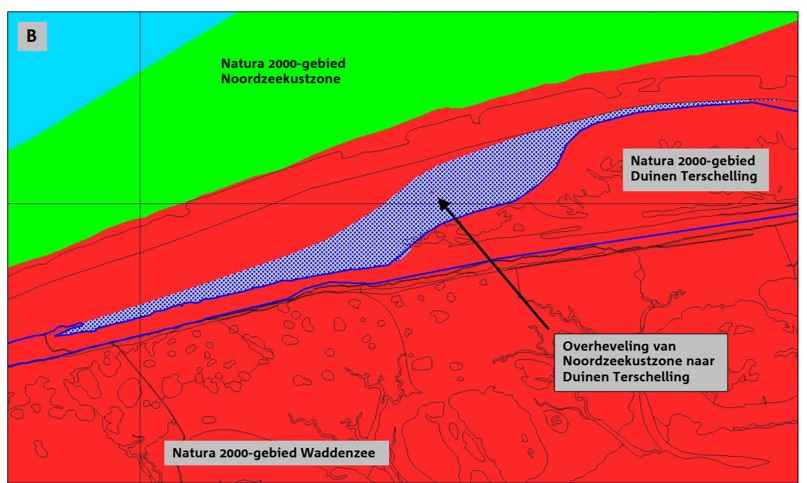 B
Natura 2000-gebied
Noordzeekustzone
Natura 2000-gebied
Duinen Terschelling
Overheveling van
Noordzeekustzone naar
Duinen Terschelling
Natura 2000-gebied Waddenzee